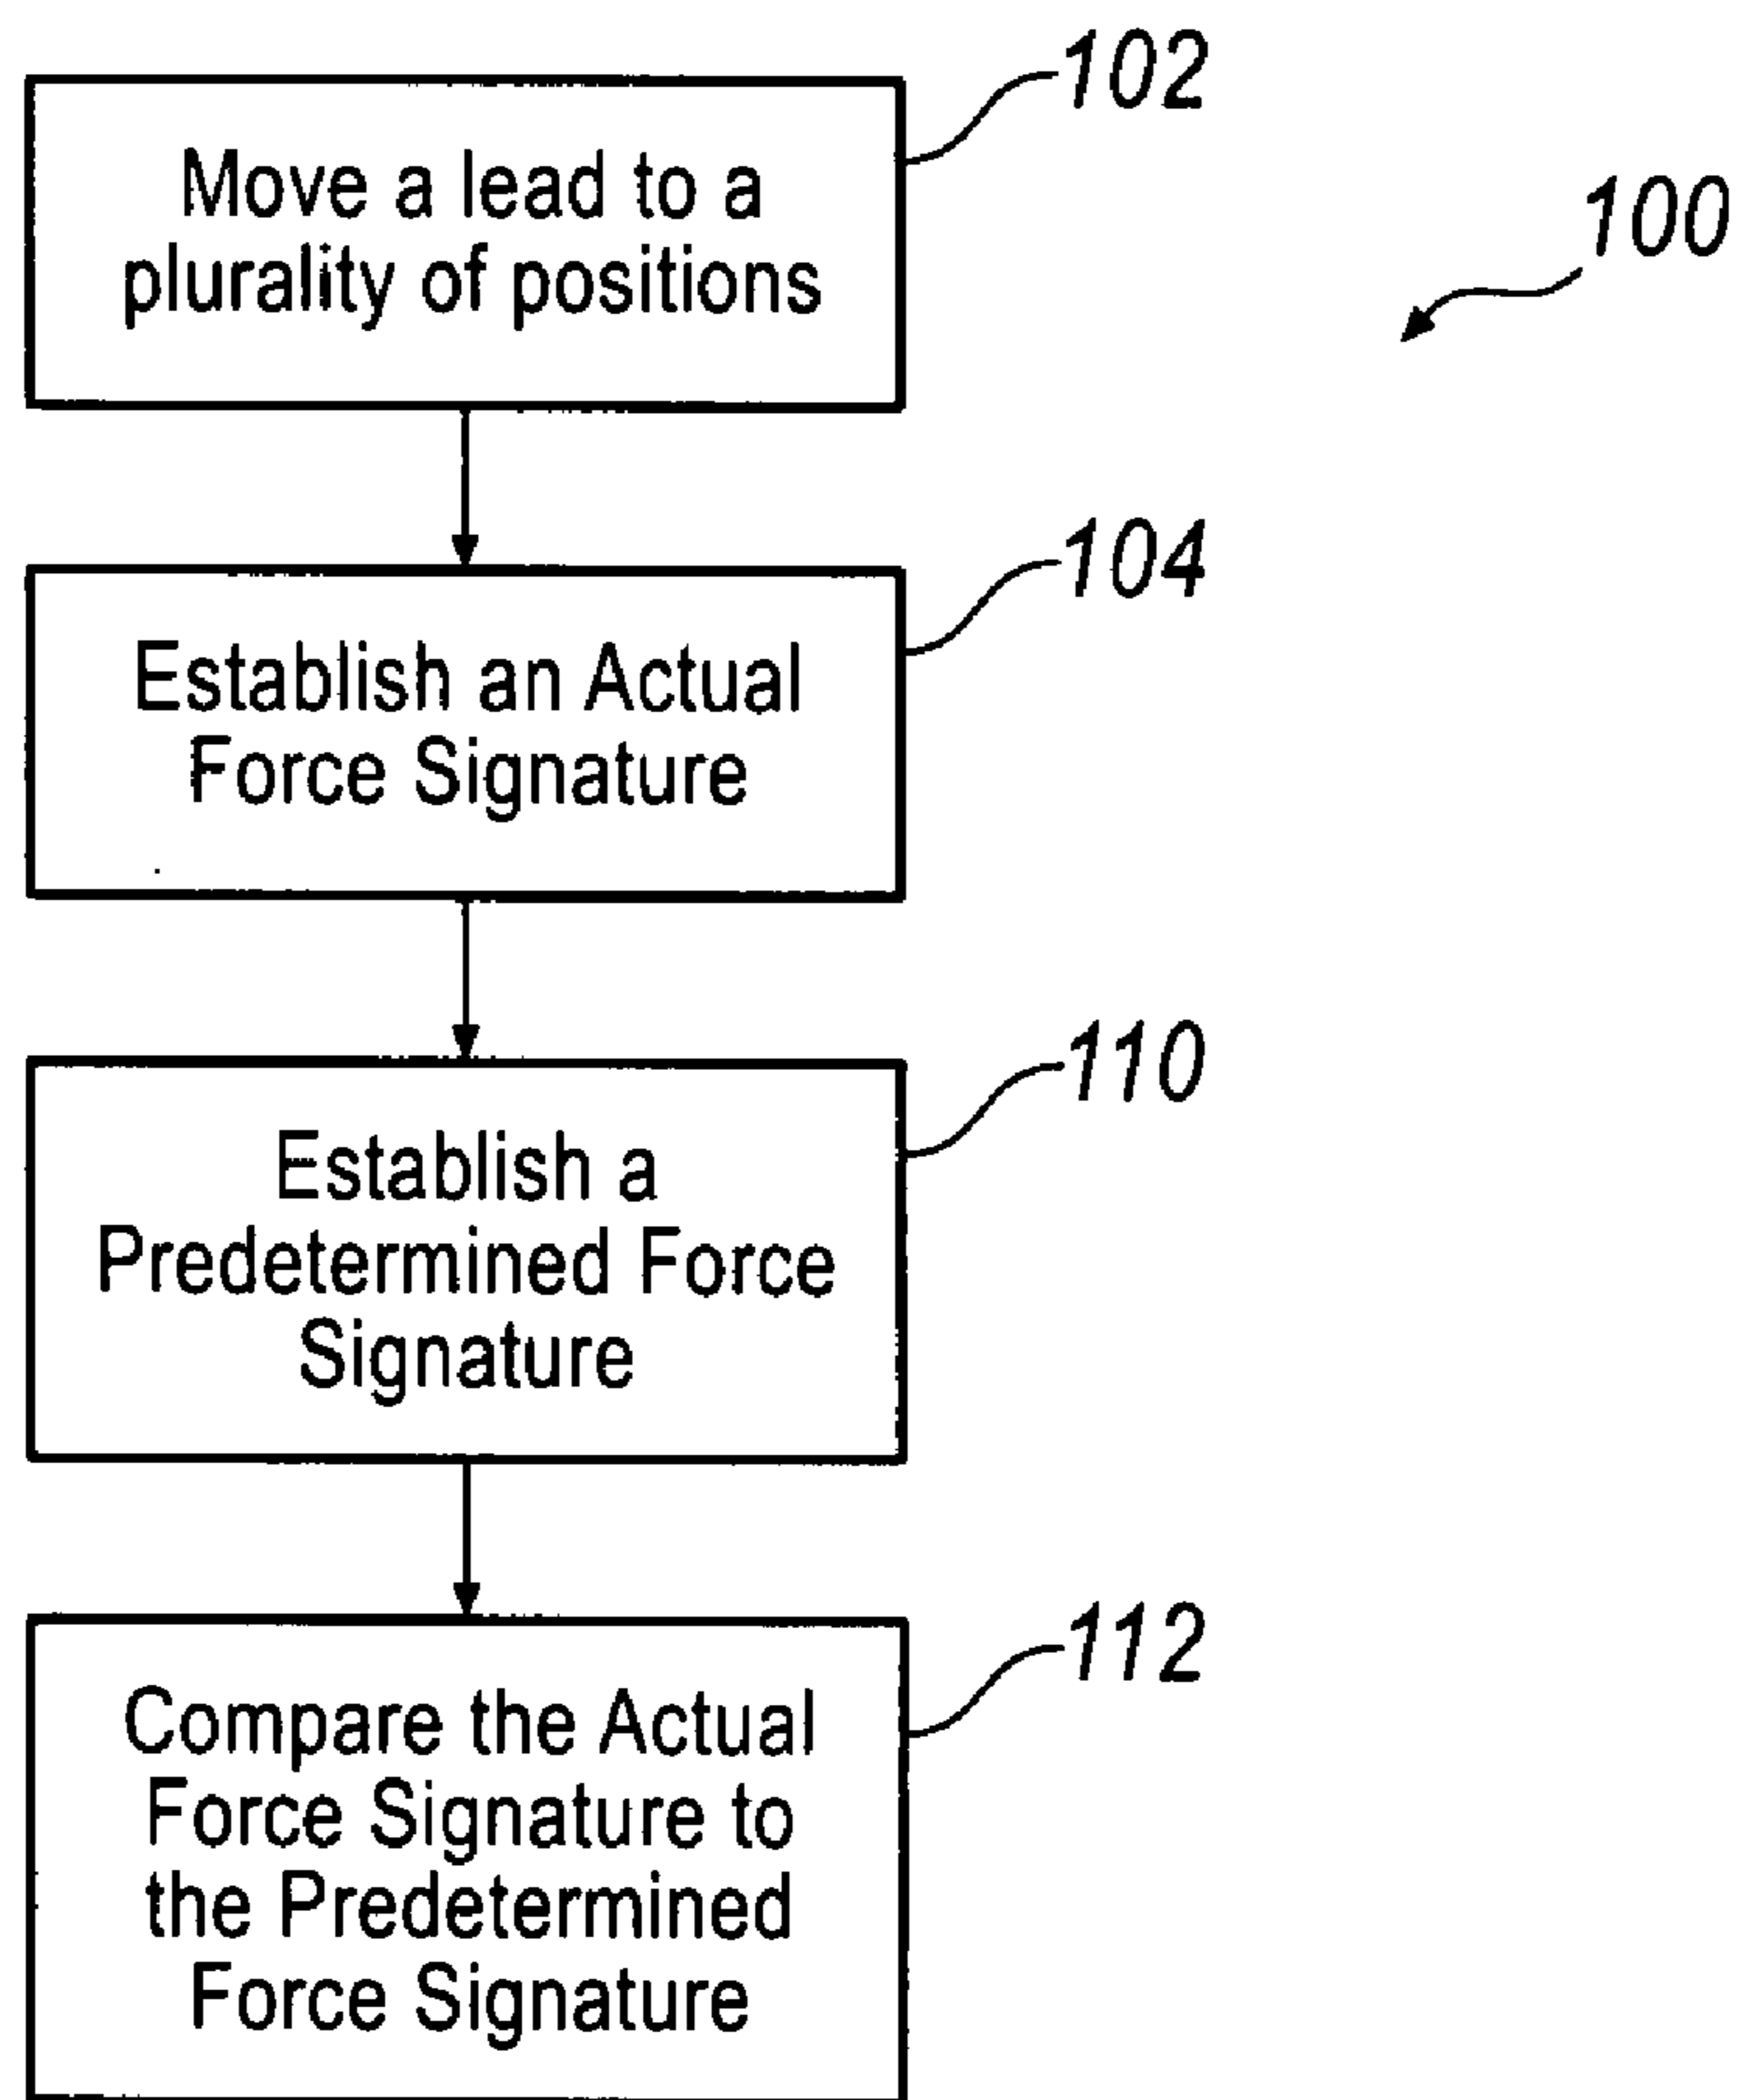 102
Move a lead to a
plurality of positions
100
104
Establish an Actual
Force Signature
110
Establish a
Predetermined Force
Signature
112
Compare the Actual
Force Signature to
the Predetermined
Force Signature